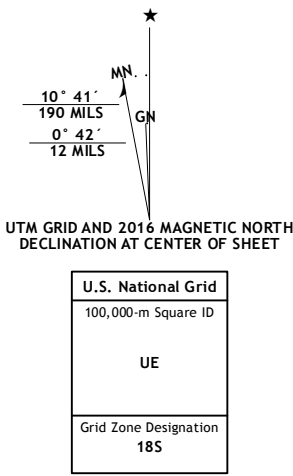 MN
10° 41´
190 MILS
GN
0° 42´
12 MILS
UTM GRID AND 2016 MAGNETIC NORTH
DECLINATION AT CENTER OF SHEET
U.S. National Grid
100,000-m Square ID
UE
Grid Zone Designation
18S